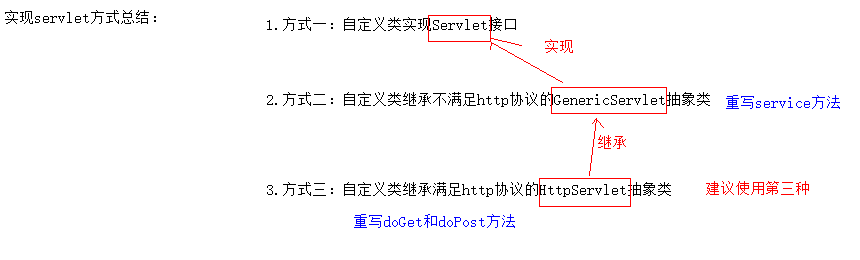 实现servlet方式总结：
1.方式一：自定义类实现Servlet接口
实现
2.方式二：自定义类继承不满足http协议的GenericServlet抽象类
重写service方法
继承
3.方式三：自定义类继承满足http协议的HttpServlet抽象类
建议使用第三种
重写doGet和doPost方法